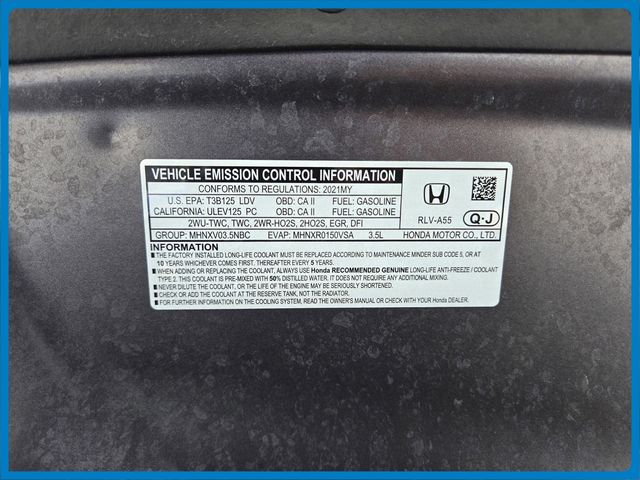 VEHICLE EMISSION CONTROL INFORMATION
CONFORMS TO REGULATIONS: 2021MY
U.S. EPA: T3B125 LDV OBD: CA II FUEL: GASOLINE
CALIFORNIA: ULEV125 PC OBD: CA II FUEL: GASOLINE
2WU-TWC, TWC, 2WR-HO2S, 2HO2S, EGR, DFI
GROUP: MHNXV03.5NBC EVAP: MHNXR0150VSA 3.5L
RLV-A55
Q-J
HONDA MOTOR CO., LTD.
INFORMATION
■ THE FACTORY INSTALLED LONG-LIFE COOLANT MUST BE REPLACED ACCORDING TO MAINTENANCE MINDER SUB CODE 5, OR AT
10 YEARS WHICHEVER COMES FIRST. THEREAFTER EVERY 5 YEARS.
■ WHEN ADDING OR REPLACING THE COOLANT, ALWAYS USE Honda RECOMMENDED GENUINE LONG-LIFE ANTI-FREEZE / COOLANT
TYPE 2. THIS COOLANT IS PRE-MIXED WITH 50% DISTILLED WATER. IT DOES NOT REQUIRE ANY ADDITIONAL MIXING.
■ NEVER DILUTE THE COOLANT, OR THE LIFE OF THE ENGINE MAY BE SERIOUSLY SHORTENED.
■ CHECK OR ADD THE COOLANT AT THE RESERVE TANK, NOT THE RADIATOR.
■ FOR FURTHER INFORMATION ON THE COOLING SYSTEM, READ THE OWNER'S MANUAL OR CHECK WITH YOUR Honda DEALER.